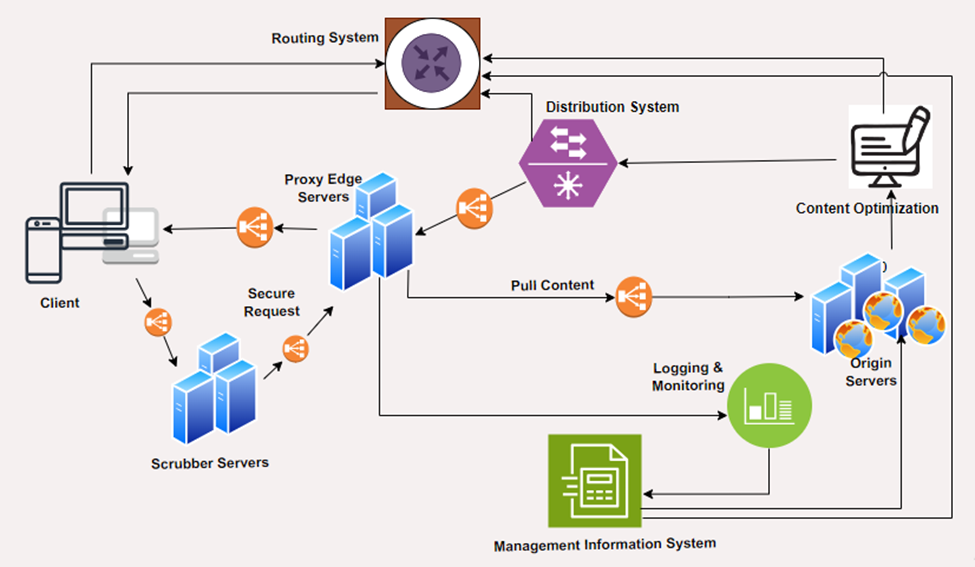 Routing System
Distribution System
Proxy Edge
Servers
Content Optimization
Client
Secure
Request
Pull Content
Origin
Servers
Logging &
Monitoring
Scrubber Servers
Management Information System